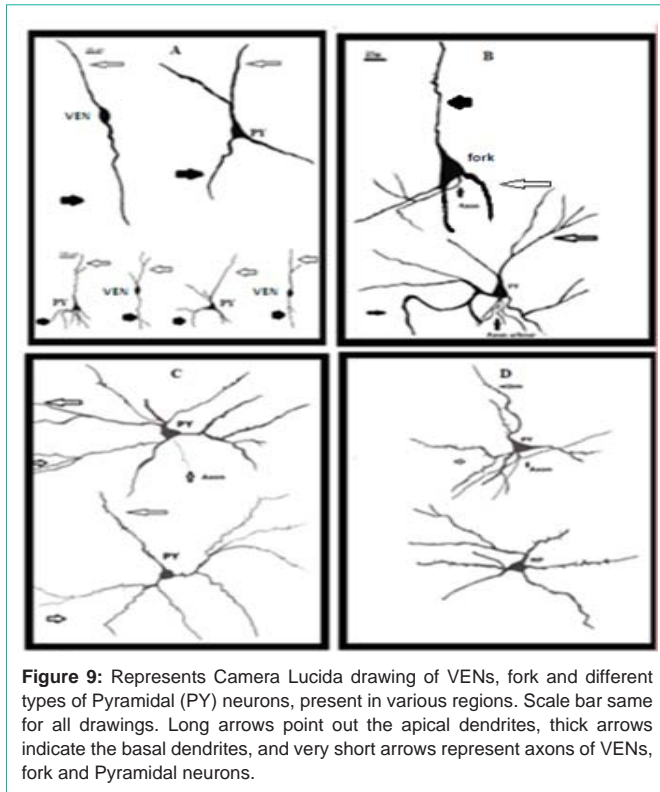 A
VEN
PY
PY
VEN
PY
VEN
B
fork
Axon
PY
C
PY
Axon
PY
D
PY
Axon
Figure 9: Represents Camera Lucida drawing of VENs, fork and different
types of Pyramidal (PY) neurons, present in various regions. Scale bar same
for all drawings. Long arrows point out the apical dendrites, thick arrows
indicate the basal dendrites, and very short arrows represent axons of VENs,
fork and Pyramidal neurons.